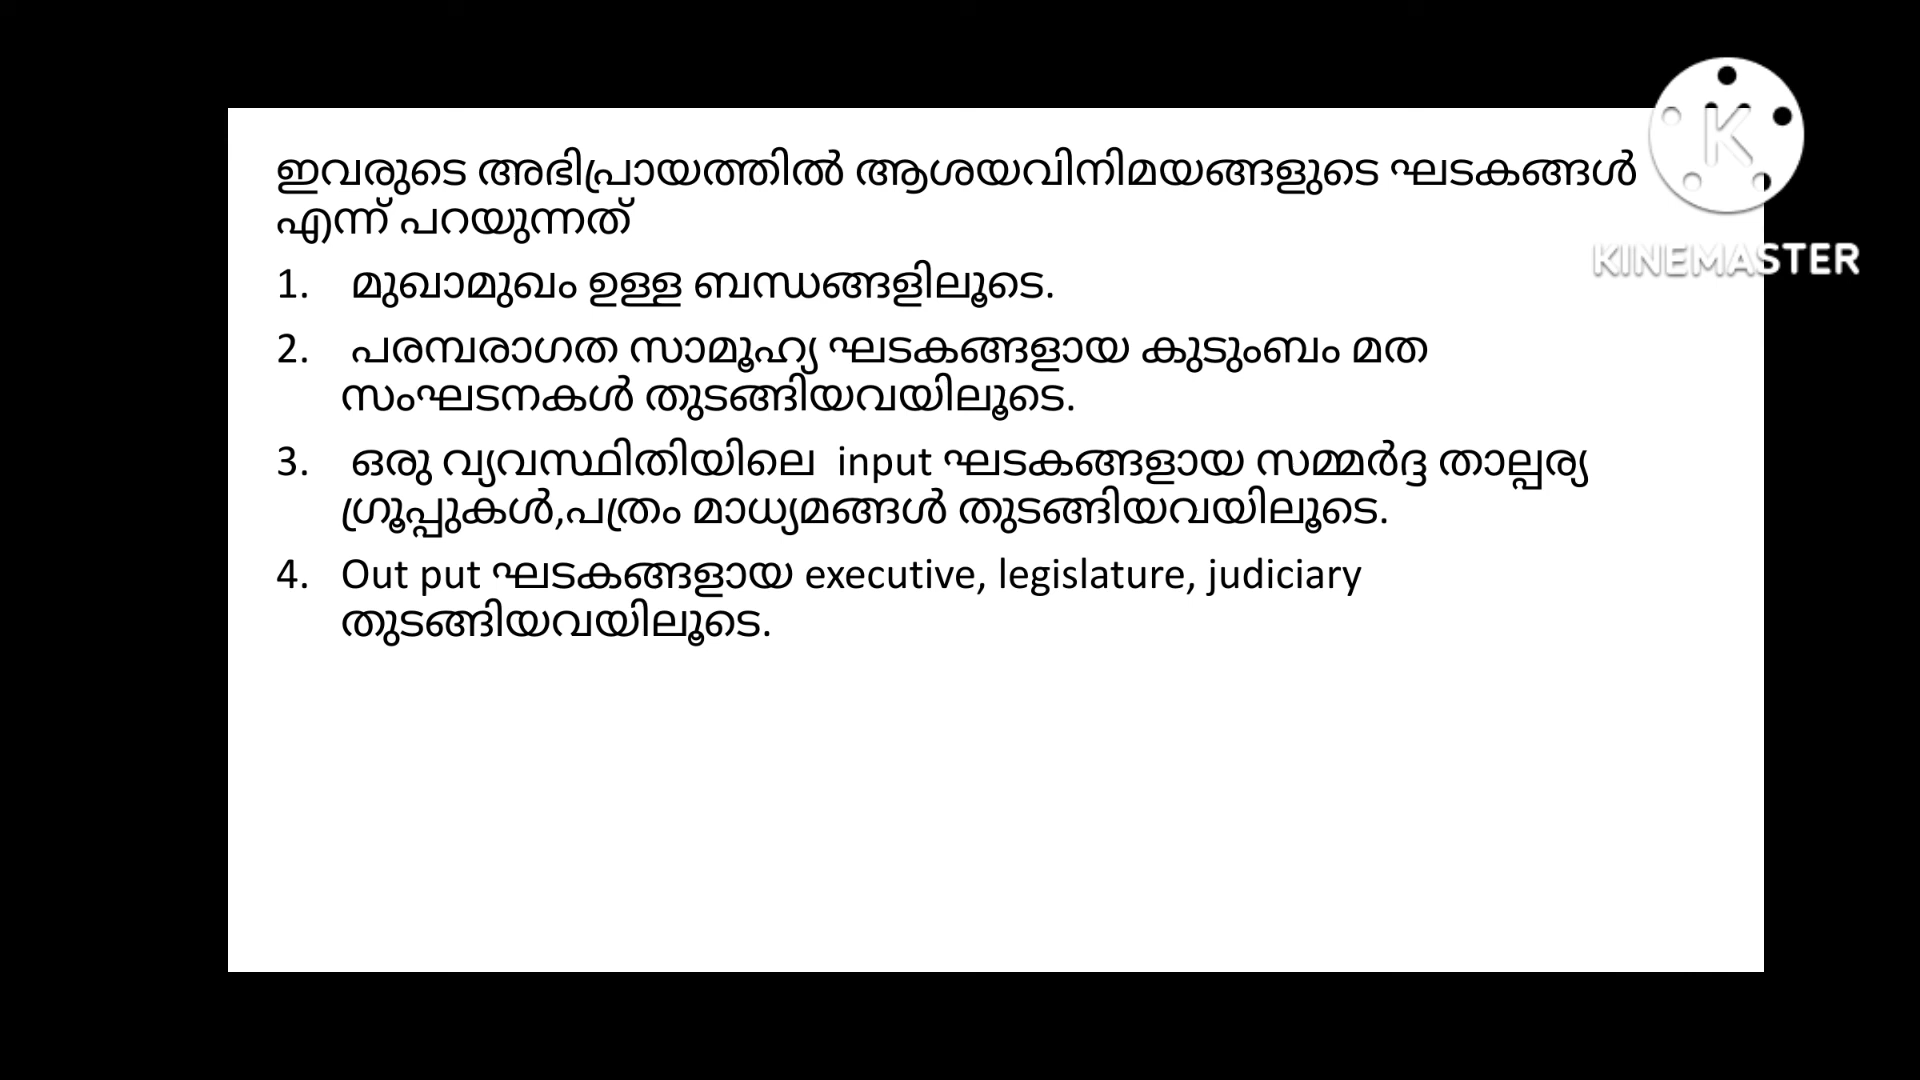 ഇവരുടെ അഭിപ്രായത്തിൽ ആശയവിനിമയങ്ങളുടെ ഘടകങ്ങൾ
എന്ന് പറയുന്നത്
1. മുഖാമുഖം ഉള്ള ബന്ധങ്ങളിലൂടെ.
2. പരമ്പരാഗത സാമൂഹ്യ ഘടകങ്ങളായ കുടുംബം മത
സംഘടനകൾ തുടങ്ങിയവയിലൂടെ.
3. ഒരു വ്യവസ്ഥിതിയിലെ input ഘടകങ്ങളായ സമ്മർദ്ദ താല്പര്യ
ഗ്രൂപ്പുകൾ,പത്രം മാധ്യമങ്ങൾ തുടങ്ങിയവയിലൂടെ.
4. Out put ഘടകങ്ങളായ executive, legislature, judiciary
തുടങ്ങിയവയിലൂടെ.
K
KINEMASTER